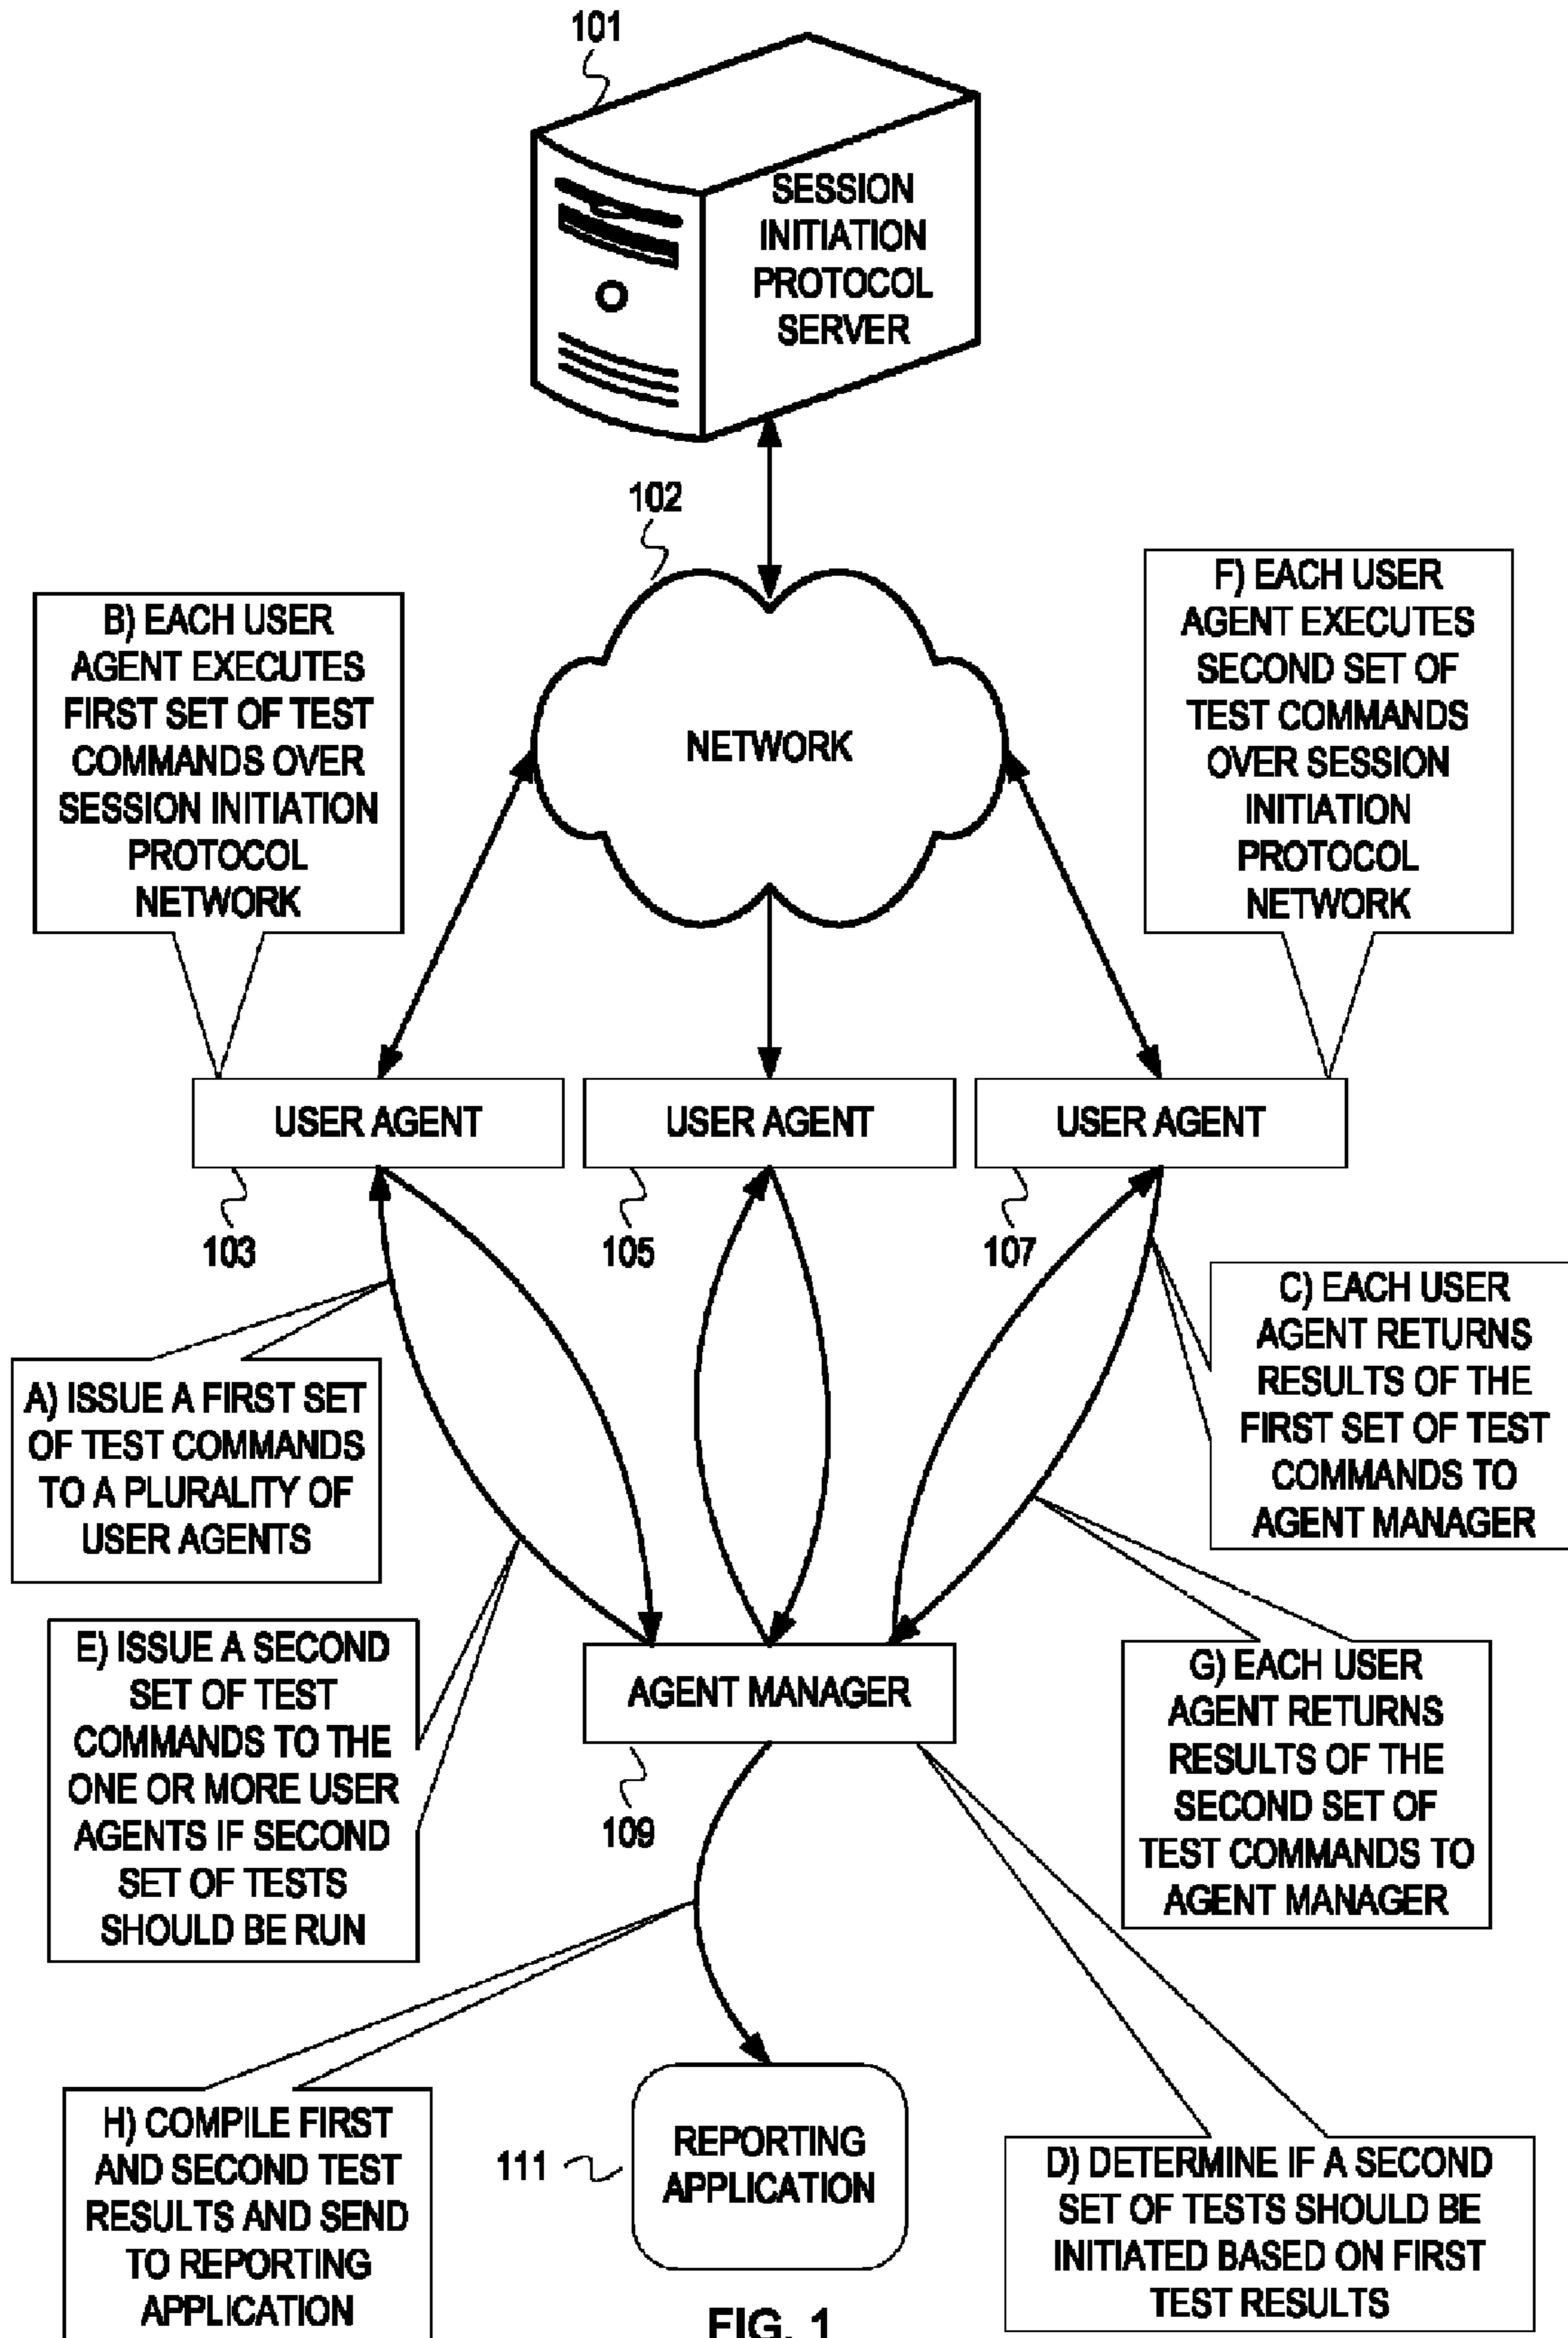 101
SESSION
INITIATION
PROTOCOL
SERVER
102
NETWORK
B) EACH USER
AGENT EXECUTES
FIRST SET OF TEST
COMMANDS OVER
SESSION INITIATION
PROTOCOL
NETWORK
F) EACH USER
AGENT EXECUTES
SECOND SET OF
TEST COMMANDS
OVER SESSION
INITIATION
PROTOCOL
NETWORK
USER AGENT
USER AGENT
USER AGENT
103
105
107
A) ISSUE A FIRST SET
OF TEST COMMANDS
TO A PLURALITY OF
USER AGENTS
C) EACH USER
AGENT RETURNS
RESULTS OF THE
FIRST SET OF TEST
COMMANDS TO
AGENT MANAGER
E) ISSUE A SECOND
SET OF TEST
COMMANDS TO THE
ONE OR MORE USER
AGENTS IF SECOND
SET OF TESTS
SHOULD BE RUN
AGENT MANAGER
109
G) EACH USER
AGENT RETURNS
RESULTS OF THE
SECOND SET OF
TEST COMMANDS TO
AGENT MANAGER
H) COMPILE FIRST
AND SECOND TEST
RESULTS AND SEND
TO REPORTING
APPLICATION
111
REPORTING
APPLICATION
D) DETERMINE IF A SECOND
SET OF TESTS SHOULD BE
INITIATED BASED ON FIRST
TEST RESULTS
FIG. 1